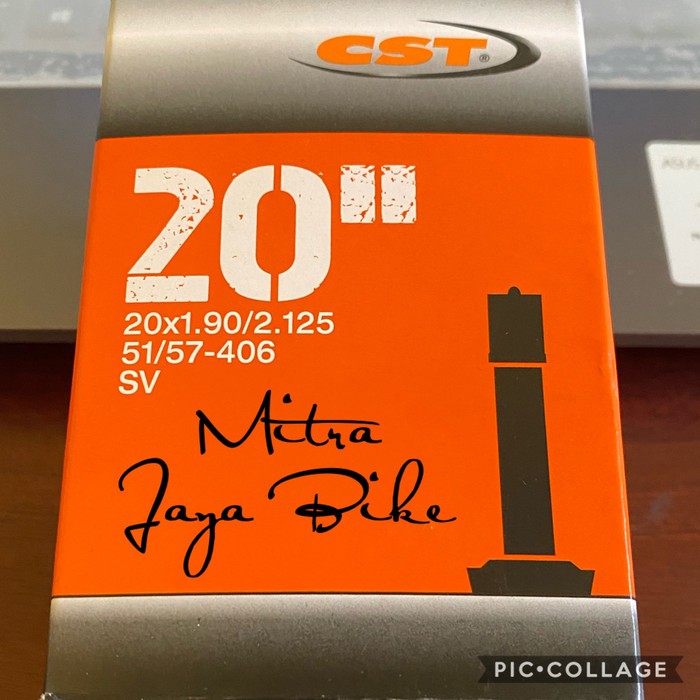 CST®
20"
20x1.90/2.125
51/57-406
SV
Mitra
Jaya Bike
PIC•COLLAGE